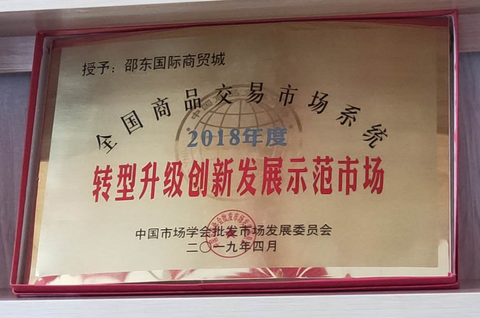 授予：邵东国际商贸城
全国商品交易市场系统
2018年度
转型升级创新发展示范市场
中国市场学会批发市场发展委员会
二〇一九年四月